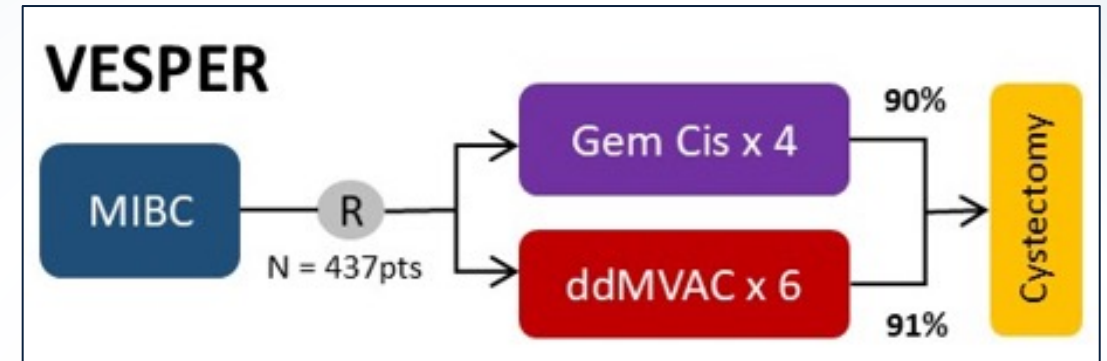 VESPER
MIBC
R
N = 437pts
Gem Cis x 4
ddMVAC x 6
90%
91%
Cystectomy